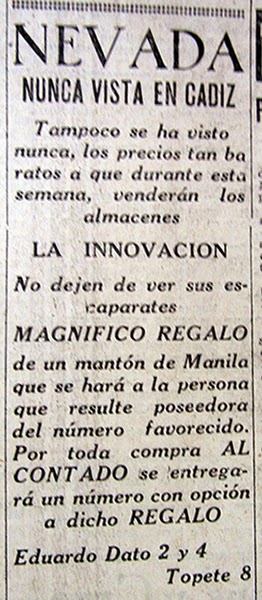 NEVADA
NUNCA VISTA EN CADIZ
Tampoco se ha visto
nunca, los precios tan ba
ratos a que durante esta
semana, venderán los
almacenes
LA INNOVACION
No dejen de ver sus es-
caparates
MAGNIFICO REGALO
de un mantón de Manila
que se hará a la persona
que resulte poseedora
del número favorecido.
Por toda compra AL
CONTADO se entrega-
rá un número con opción
a dicho REGALO
Eduardo Dato 2 y 4
Topete 8